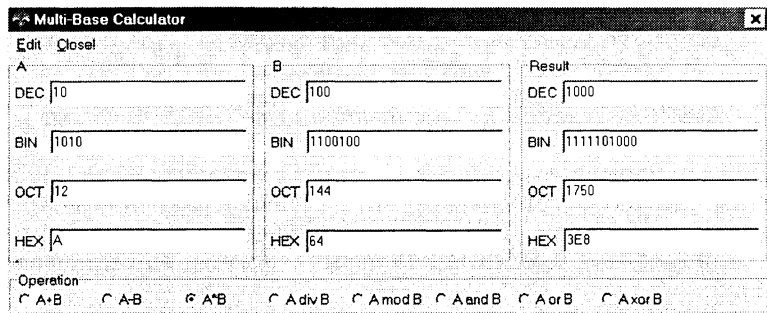 Multi-Base Calculator
Edit Close!
A B Result
DEC 10 DEC 100 DEC 1000
BIN 1010 BIN 1100100 BIN 1111101000
OCT 12 OCT 144 OCT 1750
HEX A HEX 64 HEX 3E8
Operation
A+B A-B A*B A div B A mod B A and B A or B A xor B